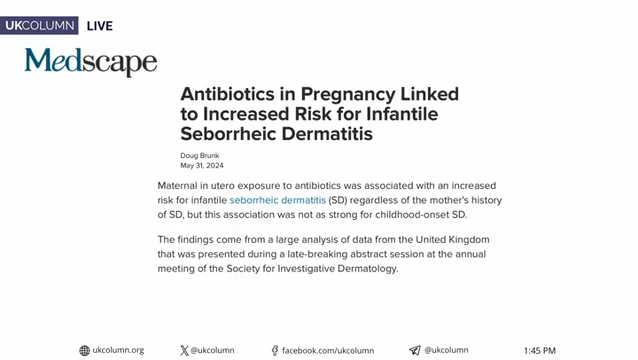 UKCOLUMN LIVE
Medscape
Antibiotics in Pregnancy Linked
to Increased Risk for Infantile
Seborrheic Dermatitis
Doug Brunk
May 31, 2024
Maternal in utero exposure to antibiotics was associated with an increased
risk for infantile seborrheic dermatitis (SD) regardless of the mother's history
of SD, but this association was not as strong for childhood-onset SD.
The findings come from a large analysis of data from the United Kingdom
that was presented during a late-breaking abstract session at the annual
meeting of the Society for Investigative Dermatology.
ukcolumn.org @ukcolumn facebook.com/ukcolumn @ukcolumn 1:45 PM